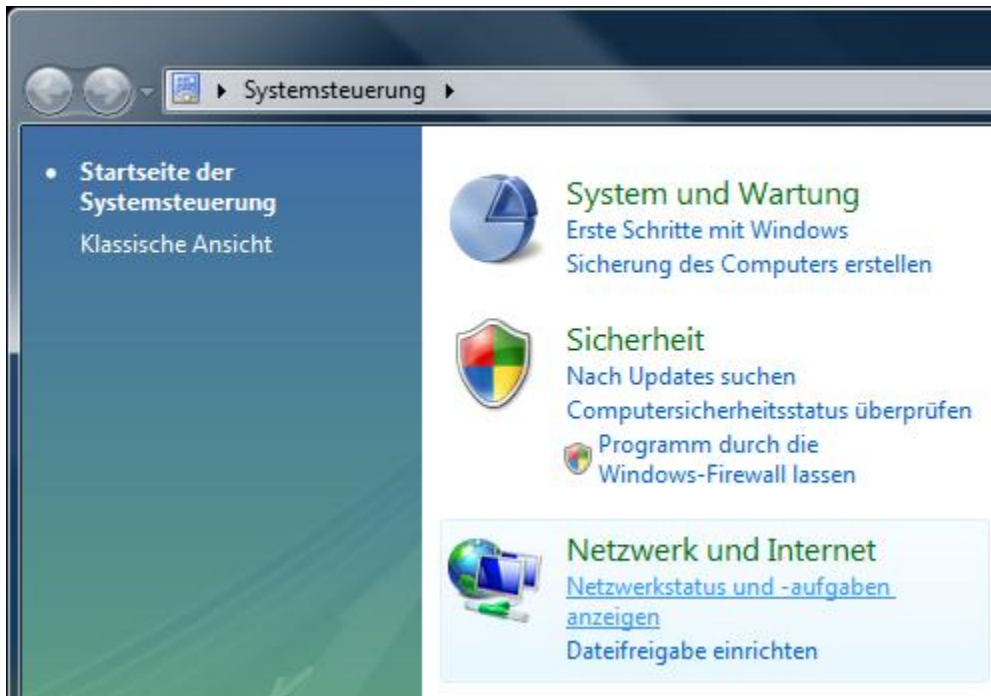 Systemsteuerung
Startseite der
Systemsteuerung
Klassische Ansicht
System und Wartung
Erste Schritte mit Windows
Sicherung des Computers erstellen
Sicherheit
Nach Updates suchen
Computersicherheitsstatus überprüfen
Programm durch die
Windows-Firewall lassen
Netzwerk und Internet
Netzwerkstatus und -aufgaben
anzeigen
Dateifreigabe einrichten